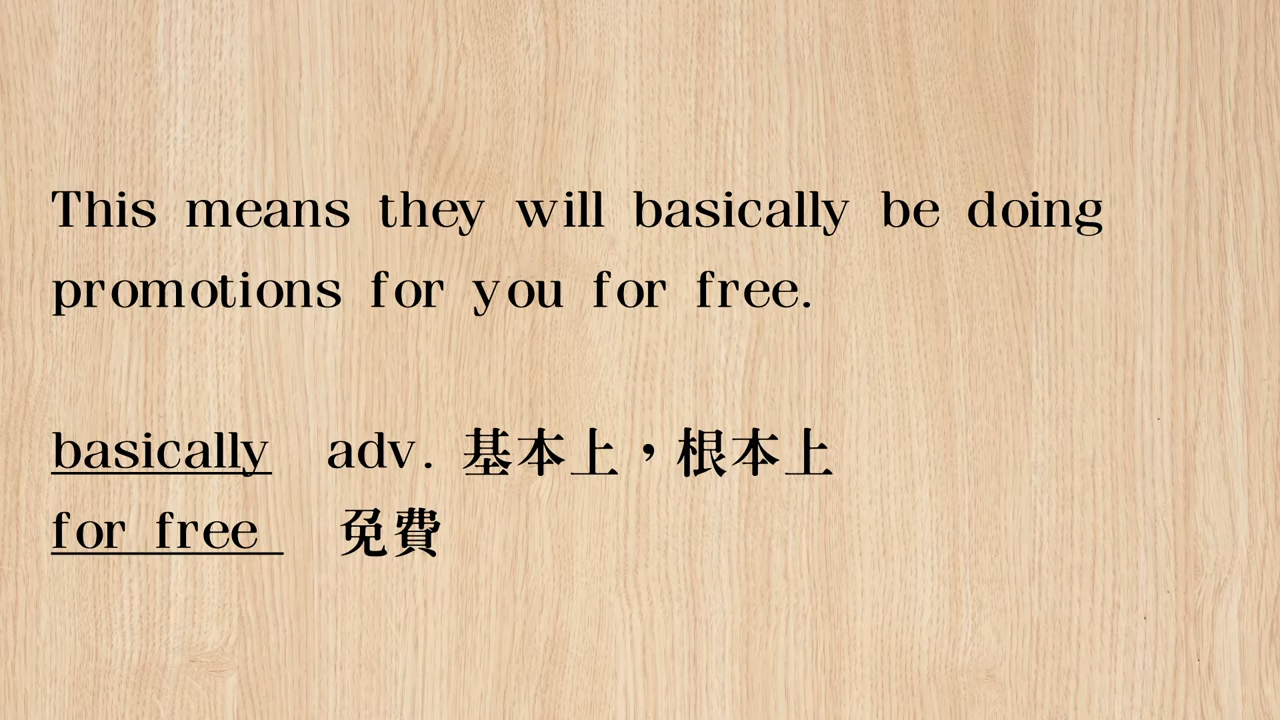 This means they will basically be doing
promotions for you for free.
basically adv. 基本上，根本上
for free 免費